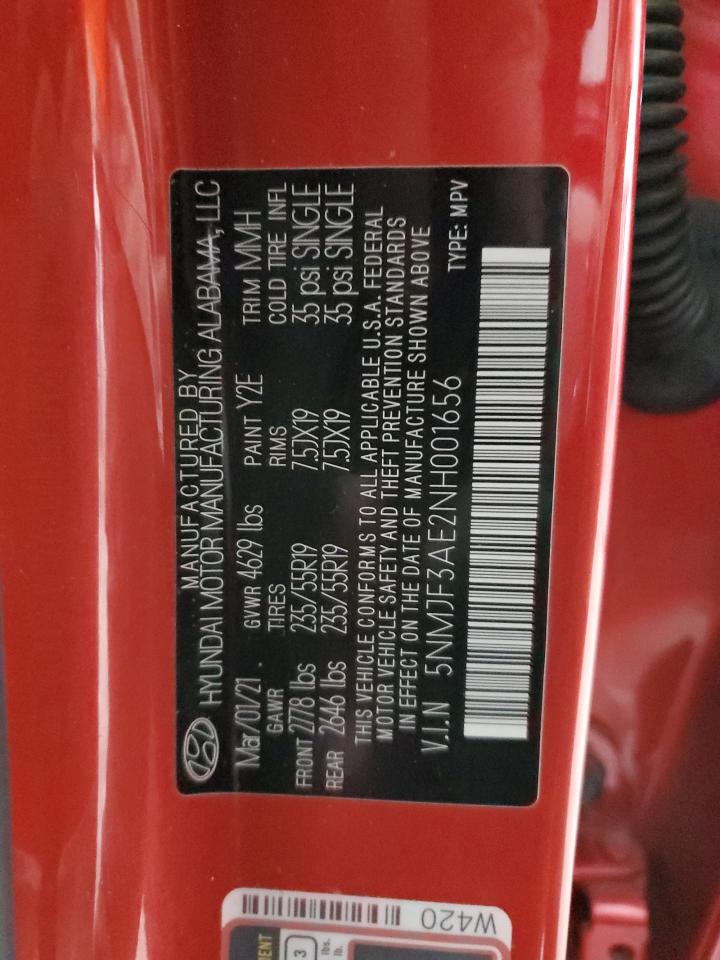 MANUFACTURED BY
HYUNDAI MOTOR MANUFACTURING ALABAMA, LLC
Mar/01/21 GVWR 4629 lbs PAINT Y2E TRIM MMH
GAWR TIRES RIMS COLD TIRE INFL
FRONT 2778 lbs 235/55R19 7.5JX19 35 psi SINGLE
REAR 2646 lbs 235/55R19 7.5JX19 35 psi SINGLE
THIS VEHICLE CONFORMS TO ALL APPLICABLE U.S.A. FEDERAL
MOTOR VEHICLE SAFETY AND THEFT PREVENTION STANDARDS
IN EFFECT ON THE DATE OF MANUFACTURE SHOWN ABOVE
V.I.N 5NMJF3AE2NH001656
TYPE: MPV
W420
3
lbs.
lb.